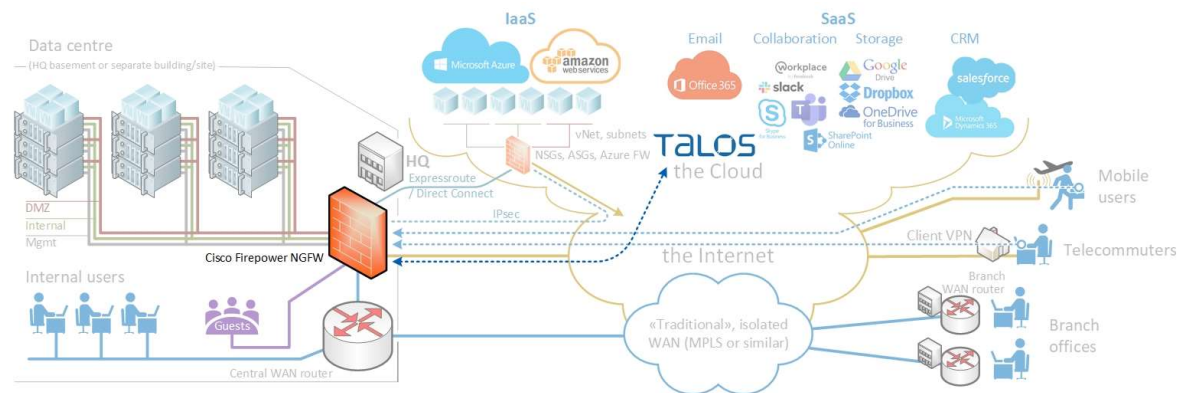 IaaS
SaaS
Data centre
(HQ basement or separate building/site)
Microsoft Azure
amazon
webservices
Email
Collaboration
Storage
CRM
Office 365
workplace
slack
Skype
for Business
Google
Drive
Dropbox
OneDrive
for Business
SharePoint
Online
salesforce
Microsoft
Dynamics 365
vNet, subnets
NSGs, ASGs, Azure FW
TALOS
the Cloud
HQ
Expressroute
/ Direct Connect
IPsec
Mobile
users
DMZ
Internal
Mgmt
Cisco Firepower NGFW
Client VPN
Telecommuters
the Internet
Internal users
Guests
Branch
WAN router
«Traditional», isolated
WAN (MPLS or similar)
Branch
offices
Central WAN router